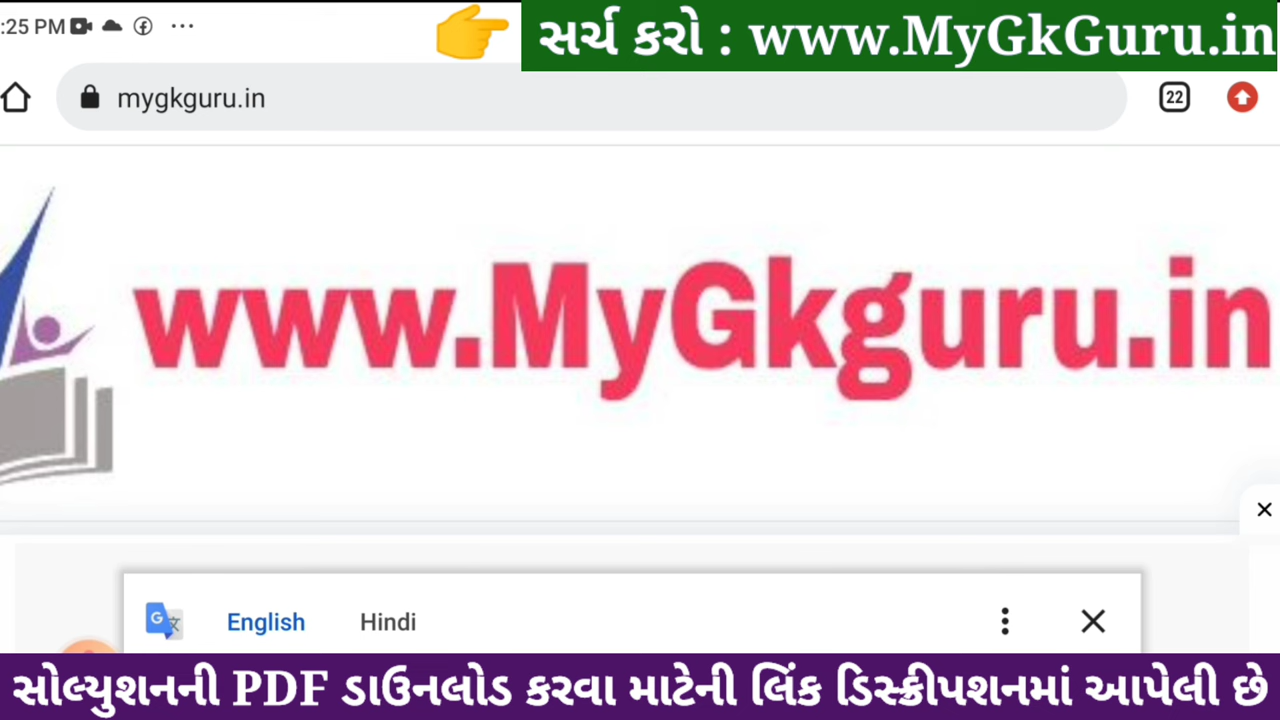 :25 PM
સર્ચ કરો : www.MyGkGuru.in
mygkguru.in
22
www.MyGkguru.in
English Hindi
સોલ્યુશનની PDF ડાઉનલોડ કરવા માટેની લિંક ડિસ્ક્રીપશનમાં આપેલી છે